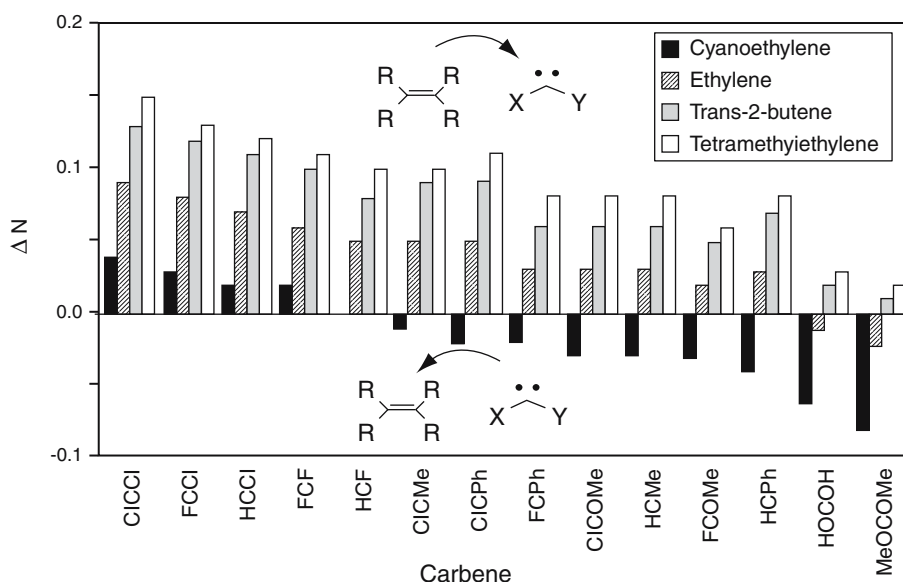 0.2
0.1
0.0
-0.1
Δ N
R R
R R
X Y
Cyanoethylene
Ethylene
Trans-2-butene
Tetramethyiethylene
R R
R R
X Y
ClCCl
FCCl
HCCl
FCF
HCF
ClCMe
ClCPh
FCPh
ClCOMe
HCMe
FCOMe
HCPh
HOCOH
MeOCOMe
Carbene